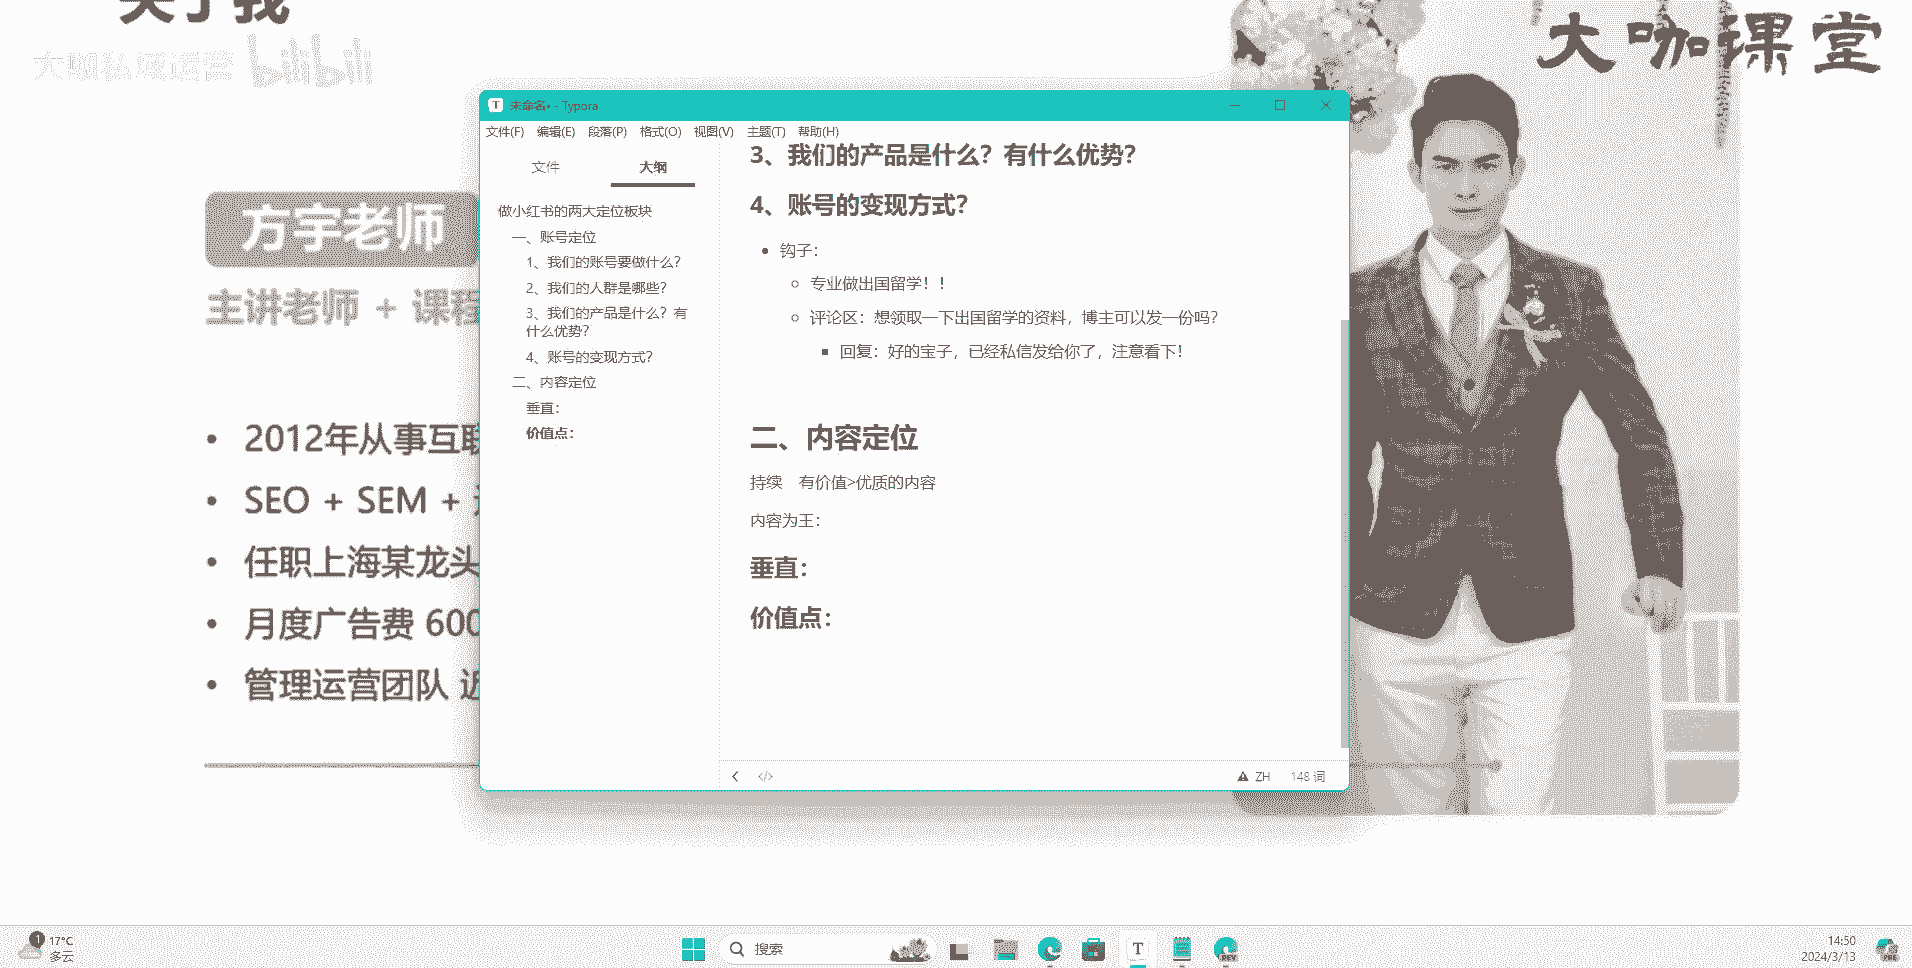 关于我
大咖私域运营 bilibili
大咖课堂
方宇老师
主讲老师 + 课程
2012年从事互联
SEO + SEM +
任职上海某龙头
月度广告费 600
管理运营团队 近
未命名• - Typora
文件(F) 编辑(E) 段落(P) 格式(O) 视图(V) 主题(T) 帮助(H)
文件 大纲
做小红书的两大定位板块
一、账号定位
1、我们的账号要做什么?
2、我们的人群是哪些?
3、我们的产品是什么? 有
什么优势?
4、账号的变现方式?
二、内容定位
垂直:
价值点:
3、我们的产品是什么? 有什么优势?
4、账号的变现方式?
钩子:
专业做出国留学! !
评论区: 想领取一下出国留学的资料, 博主可以发一份吗?
回复: 好的宝子, 已经私信发给你了, 注意看下!
二、内容定位
持续 有价值>优质的内容
内容为王:
垂直:
价值点:
ZH 148 词
1 17°C
多云
搜索
T
DEV
14:50
2024/3/13
PRE